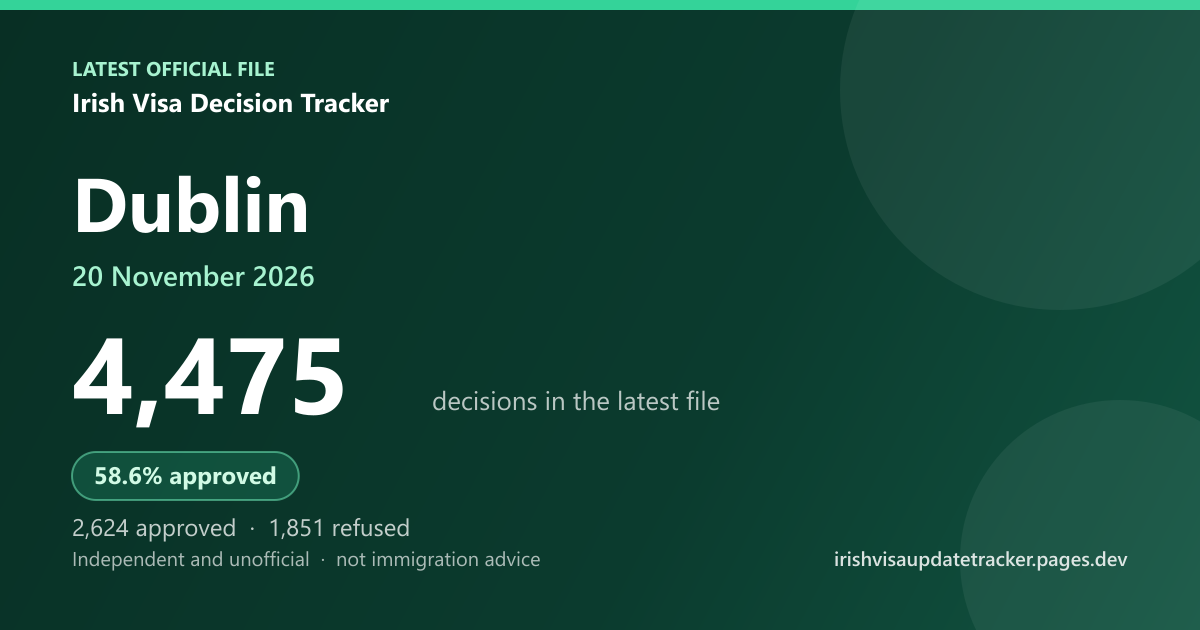 LATEST OFFICIAL FILE
Irish Visa Decision Tracker
Dublin
20 November 2026
4,475 decisions in the latest file
58.6% approved
2,624 approved · 1,851 refused
Independent and unofficial · not immigration advice
irishvisaupdatetracker.pages.dev